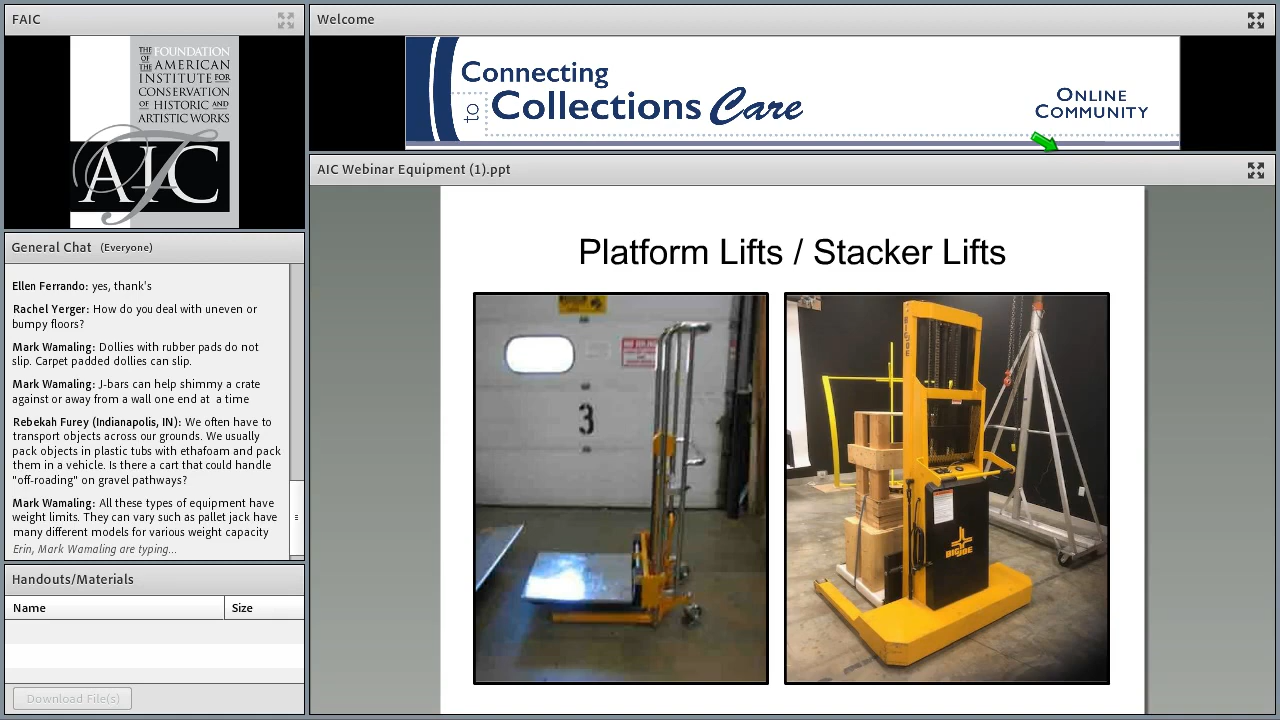 FAIC
THE FOUNDATION
OF THE AMERICAN
INSTITUTE FOR
CONSERVATION
OF HISTORIC AND
ARTISTIC WORKS
AIC
General Chat (Everyone)
Ellen Ferrando: yes, thank's
Rachel Yerger: How do you deal with uneven or
bumpy floors?
Mark Wamaling: Dollies with rubber pads do not
slip. Carpet padded dollies can slip.
Mark Wamaling: J-bars can help shimmy a crate
against or away from a wall one end at a time
Rebekah Furey (Indianapolis, IN): We often have to
transport objects across our grounds. We usually
pack objects in plastic tubs with ethafoam and pack
them in a vehicle. Is there a cart that could handle
"off-roading" on gravel pathways?
Mark Wamaling: All these types of equipment have
weight limits. They can vary such as pallet jack have
many different models for various weight capacity
Erin, Mark Wamaling are typing...
Handouts/Materials
Name Size
Download File(s)
Welcome
Connecting
to Collections Care
ONLINE
COMMUNITY
AIC Webinar Equipment (1).ppt
Platform Lifts / Stacker Lifts
3
BIG JOE
BIG JOE